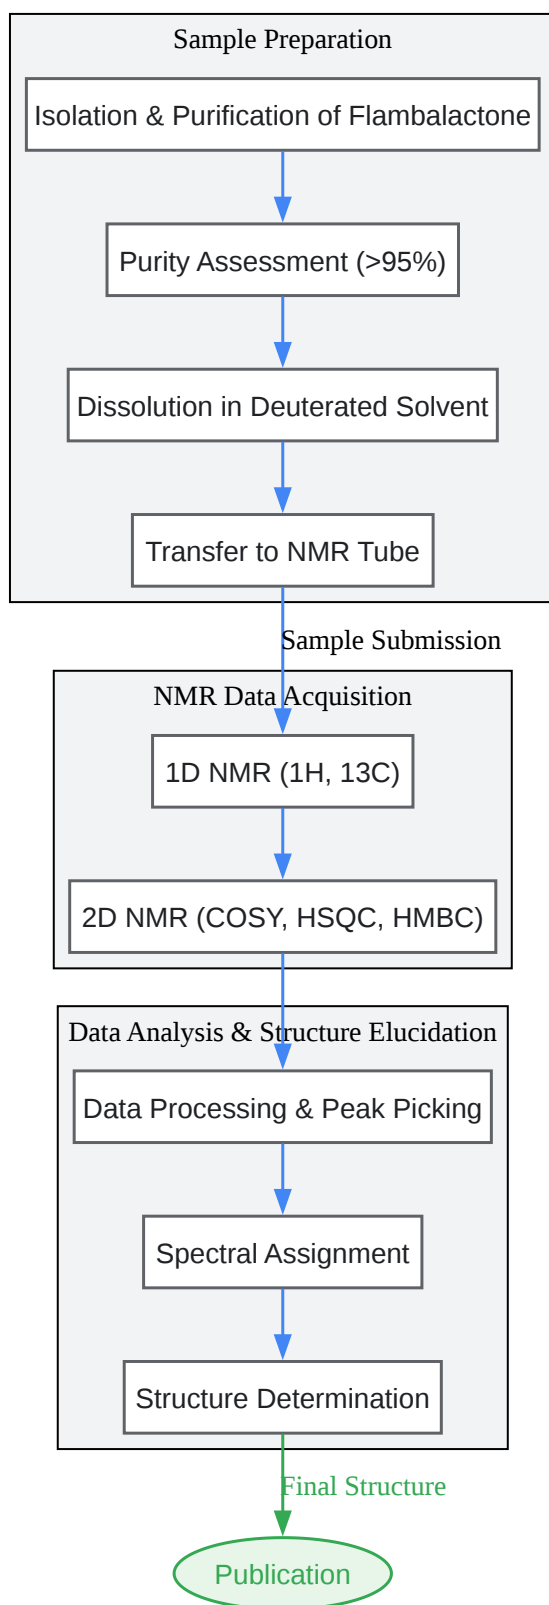 Sample Preparation
Isolation & Purification of Flambalactone
Purity Assessment (>95%)
Dissolution in Deuterated Solvent
Transfer to NMR Tube
Sample Submission
NMR Data Acquisition
1D NMR (1H, 13C)
2D NMR (COSY, HSQC, HMBC)
Data Analysis & Structure Elucidation
Data Processing & Peak Picking
Spectral Assignment
Structure Determination
Final Structure
Publication